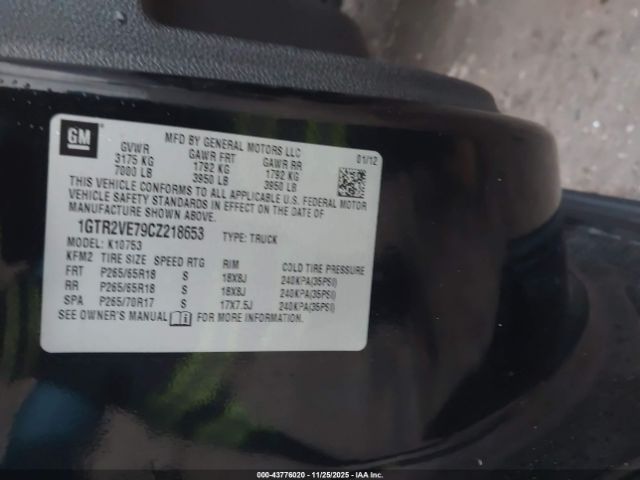 GM
MFD BY GENERAL MOTORS LLC 01/12
GVWR GAWR FRT GAWR RR
3175 KG 1792 KG 1792 KG
7000 LB 3950 LB 3950 LB
THIS VEHICLE CONFORMS TO ALL APPLICABLE U.S. FEDERAL MOTOR
VEHICLE SAFETY STANDARDS IN EFFECT ON THE DATE OF
MANUFACTURE SHOWN ABOVE.
1GTR2VE79CZ218653 TYPE: TRUCK
MODEL: K10753
KFM2 TIRE SIZE SPEED RTG RIM COLD TIRE PRESSURE
FRT P265/65R18 S 18X8J 240KPA(35PSI)
RR P265/65R18 S 18X8J 240KPA(35PSI)
SPA P265/70R17 S 17X7.5J 240KPA(35PSI)
SEE OWNER'S MANUAL FOR MORE INFORMATION.
000-43776020 - 11/25/2025 - IAA Inc.